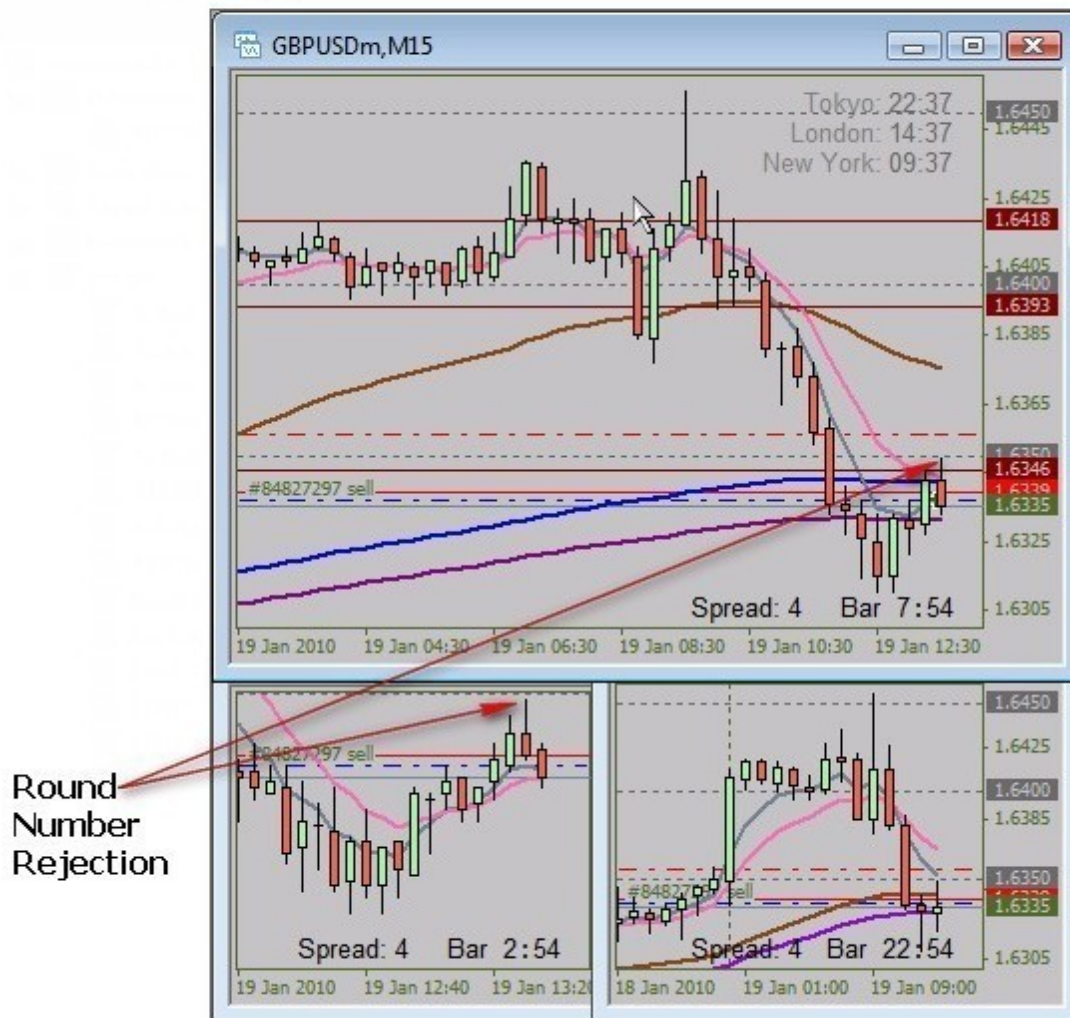 GBPUSDm,M15
Tokyo: 22:37
London: 14:37
New York: 09:37
1.6450
1.6445
1.6425
1.6418
1.6405
1.6400
1.6393
1.6385
1.6365
1.6350
1.6346
1.6339
1.6335
1.6325
1.6305
#84827297 sell
Spread: 4 Bar 7:54
19 Jan 2010 19 Jan 04:30 19 Jan 06:30 19 Jan 08:30 19 Jan 10:30 19 Jan 12:30
Round
Number
Rejection
#84827297 sell
Spread: 4 Bar 2:54
19 Jan 2010 19 Jan 12:40 19 Jan 13:20
1.6450
1.6425
1.6400
1.6385
1.6350
1.6335
1.6305
sell
Spread: 4 Bar 22:54
18 Jan 2010 19 Jan 01:00 19 Jan 09:00